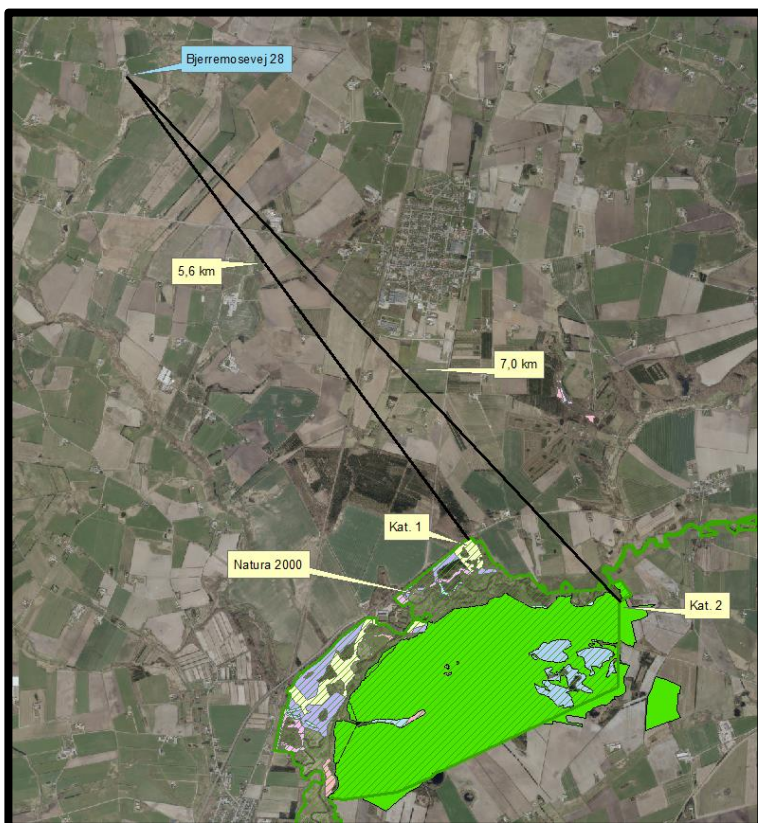 Bjerremosevej 28
5,6 km
7,0 km
Kat. 1
Natura 2000
Kat. 2